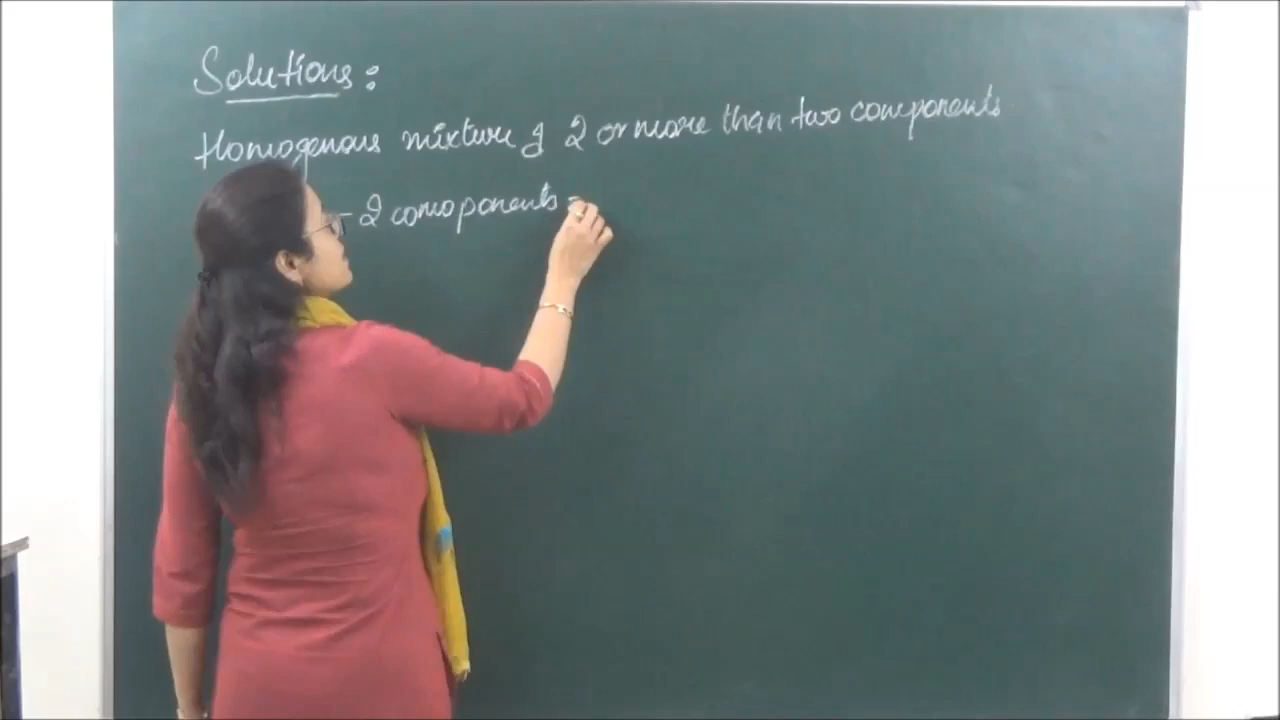 Solutions:
Homogenous mixture of 2 or more than two components
- 2 components =